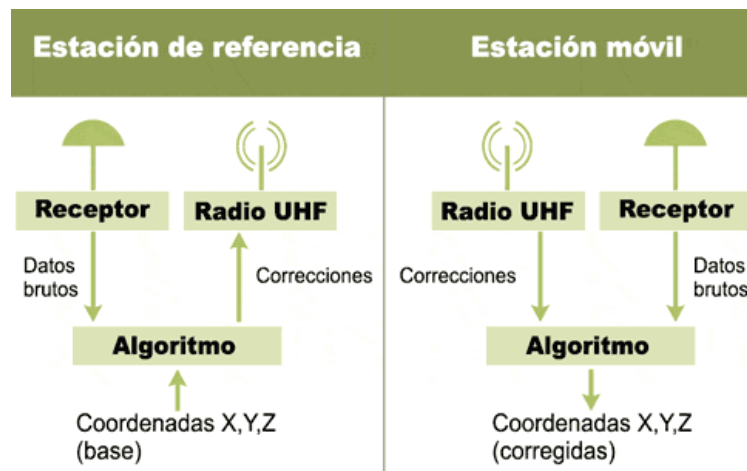 Estación de referencia
Receptor
Radio UHF
Datos
brutos
Correcciones
Algoritmo
Coordenadas X,Y,Z
(base)
Estación móvil
Radio UHF
Receptor
Correcciones
Datos
brutos
Algoritmo
Coordenadas X,Y,Z
(corregidas)